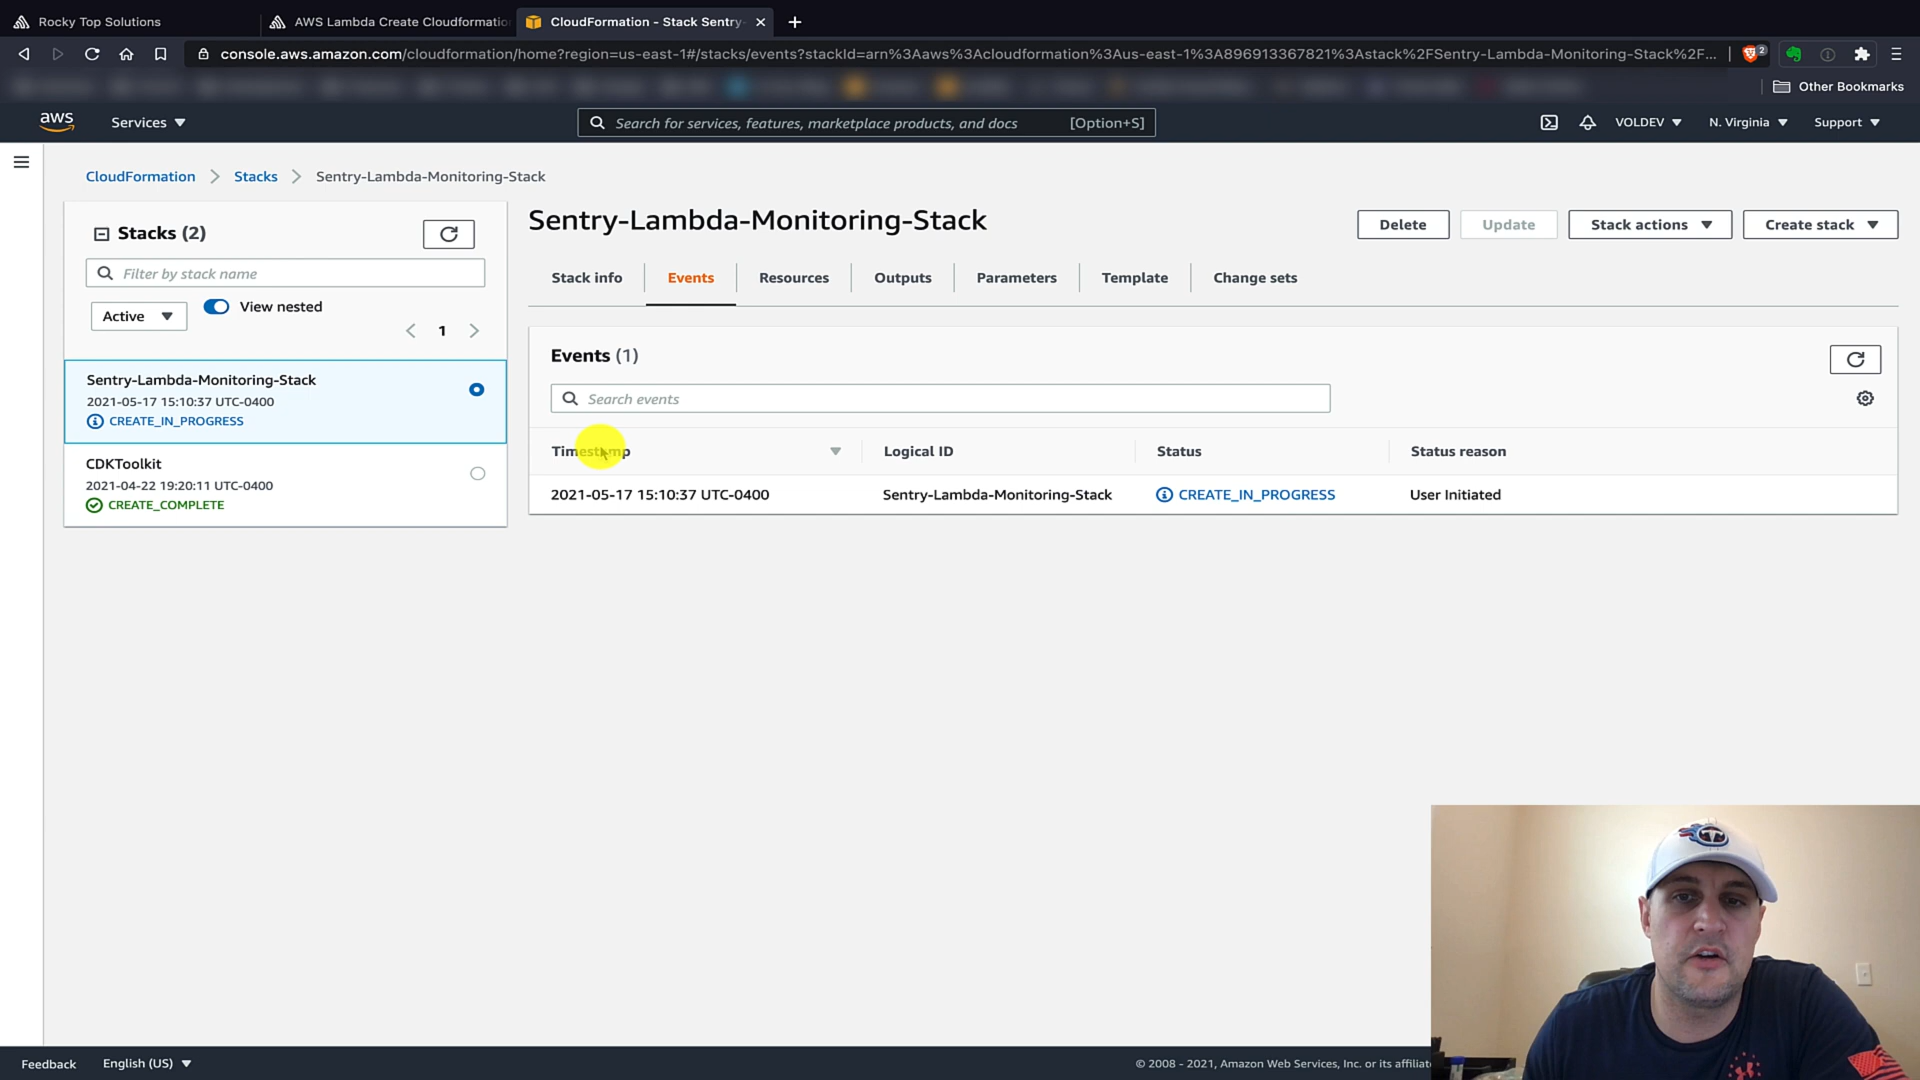 Rocky Top Solutions
AWS Lambda Create Cloudformatio
CloudFormation - Stack Sentry-
console.aws.amazon.com/cloudformation/home?region=us-east-1#/stacks/events?stackId=arn%3Aaws%3Acloudformation%3Aus-east-1%3A896913367821%3Astack%2FSentry-Lambda-Monitoring-Stack%2F...
2
Other Bookmarks
aws
Services
Search for services, features, marketplace products, and docs
[Option+S]
VOLDEV
N. Virginia
Support
CloudFormation
Stacks
Sentry-Lambda-Monitoring-Stack
Stacks (2)
Filter by stack name
Active
View nested
1
Sentry-Lambda-Monitoring-Stack
2021-05-17 15:10:37 UTC-0400
CREATE_IN_PROGRESS
CDKToolkit
2021-04-22 19:20:11 UTC-0400
CREATE_COMPLETE
Sentry-Lambda-Monitoring-Stack
Delete
Update
Stack actions
Create stack
Stack info
Events
Resources
Outputs
Parameters
Template
Change sets
Events (1)
Search events
Timestamp
Logical ID
Status
Status reason
2021-05-17 15:10:37 UTC-0400
Sentry-Lambda-Monitoring-Stack
CREATE_IN_PROGRESS
User Initiated
Feedback
English (US)
© 2008 - 2021, Amazon Web Services, Inc. or its affiliat